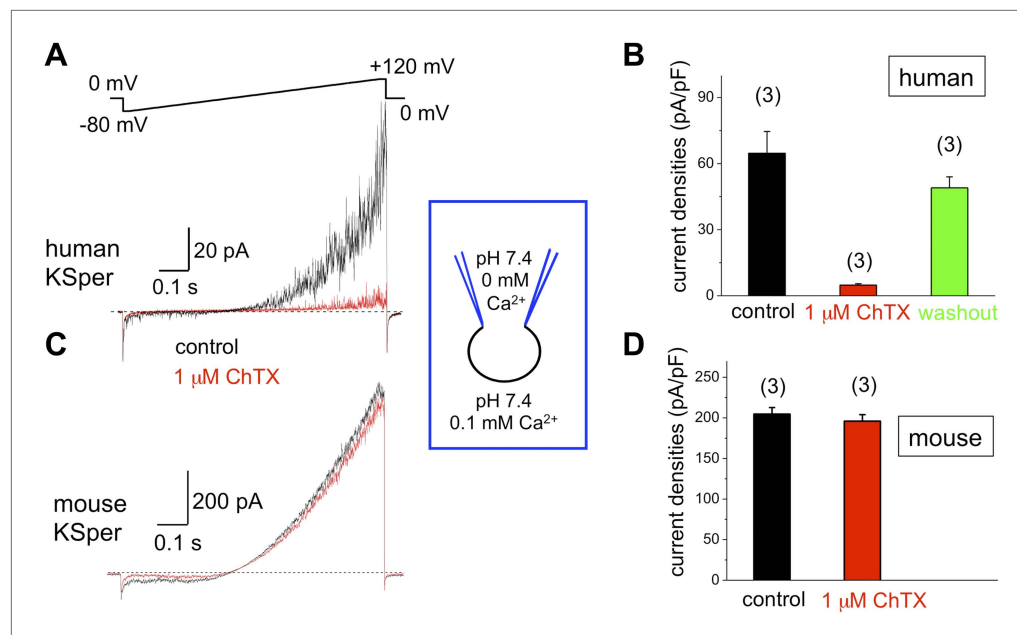 A
0 mV
+120 mV
-80 mV
0 mV
human
KSper
20 pA
0.1 s
control
1 μM ChTX
B
human
current densities (pA/pF)
90
60
30
0
(3)
(3)
(3)
control
1 μM ChTX
washout
pH 7.4
0 mM
Ca²⁺
pH 7.4
0.1 mM Ca²⁺
C
mouse
KSper
200 pA
0.1 s
D
mouse
current densities (pA/pF)
250
200
150
100
50
0
(3)
(3)
control
1 μM ChTX